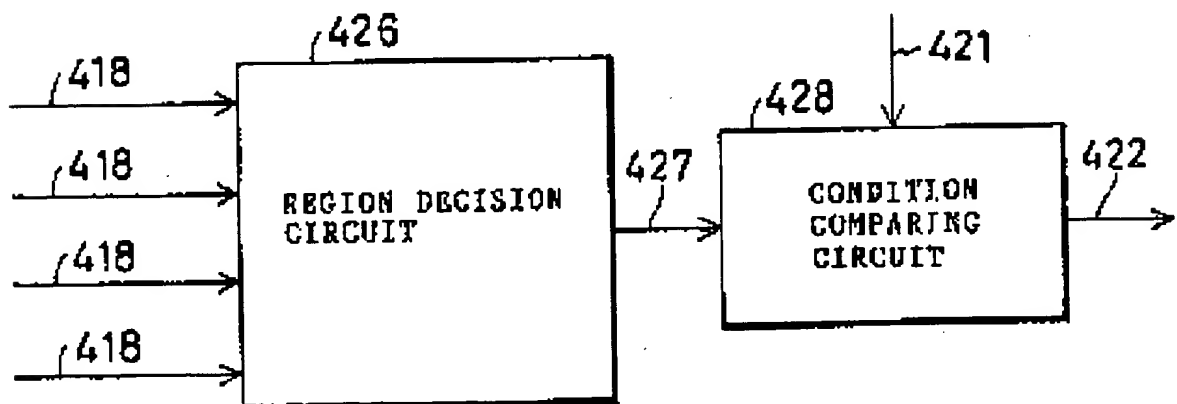 426
421
418
428
418
427
422
REGION DECISION
CIRCUIT
CONDITION
COMPARING
CIRCUIT
418
418